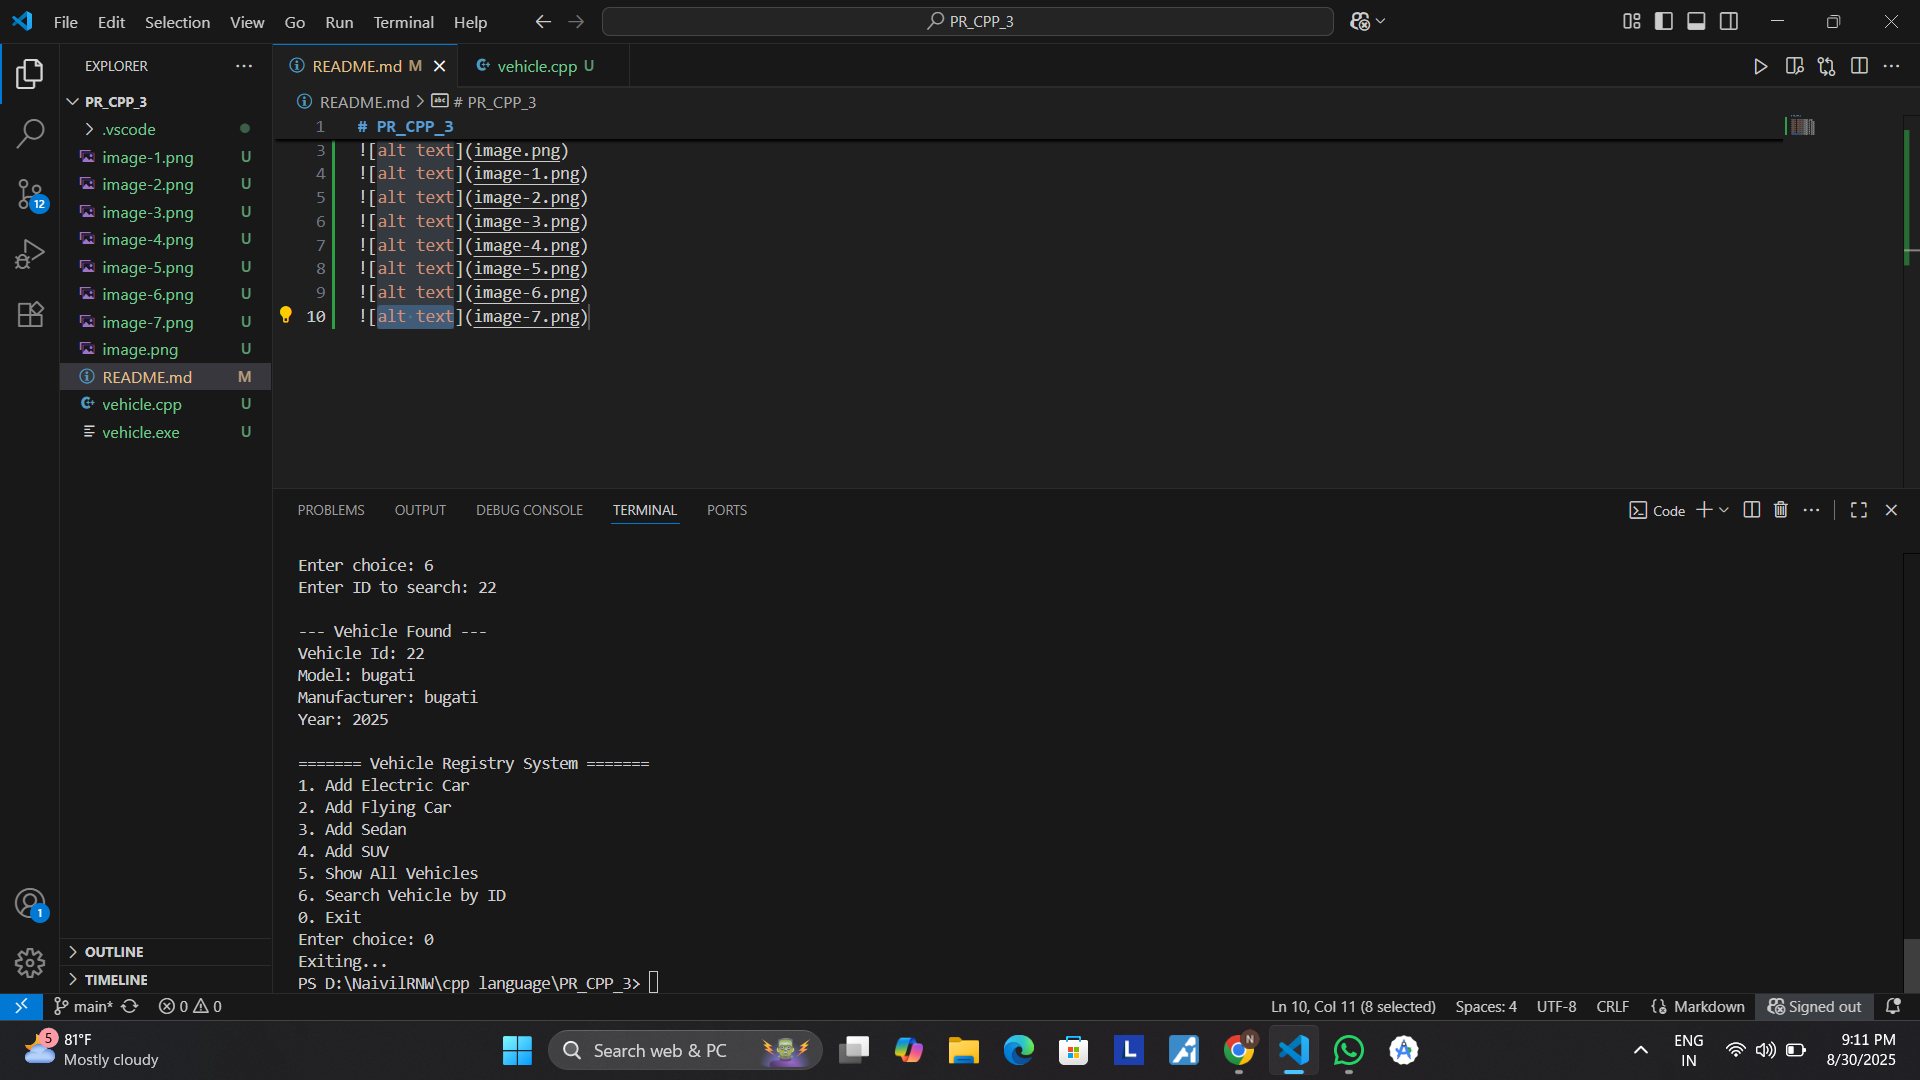 File Edit Selection View Go Run Terminal Help
PR_CPP_3
EXPLORER
README.md M
vehicle.cpp U
PR_CPP_3
.vscode
image-1.png U
image-2.png U
image-3.png U
image-4.png U
image-5.png U
image-6.png U
image-7.png U
image.png U
README.md M
vehicle.cpp U
vehicle.exe U
OUTLINE
TIMELINE
12
1
README.md > # PR_CPP_3
1 # PR_CPP_3
3 ![alt text](image.png)
4 ![alt text](image-1.png)
5 ![alt text](image-2.png)
6 ![alt text](image-3.png)
7 ![alt text](image-4.png)
8 ![alt text](image-5.png)
9 ![alt text](image-6.png)
10 ![alt text](image-7.png)
PROBLEMS OUTPUT DEBUG CONSOLE TERMINAL PORTS
Code
Enter choice: 6
Enter ID to search: 22
--- Vehicle Found ---
Vehicle Id: 22
Model: bugati
Manufacturer: bugati
Year: 2025
======= Vehicle Registry System =======
1. Add Electric Car
2. Add Flying Car
3. Add Sedan
4. Add SUV
5. Show All Vehicles
6. Search Vehicle by ID
0. Exit
Enter choice: 0
Exiting...
PS D:\NaivilRNW\cpp language\PR_CPP_3>
main* 0 0
Ln 10, Col 11 (8 selected) Spaces: 4 UTF-8 CRLF Markdown Signed out
5
81°F
Mostly cloudy
Search web & PC
L
N
ENG
IN
9:11 PM
8/30/2025